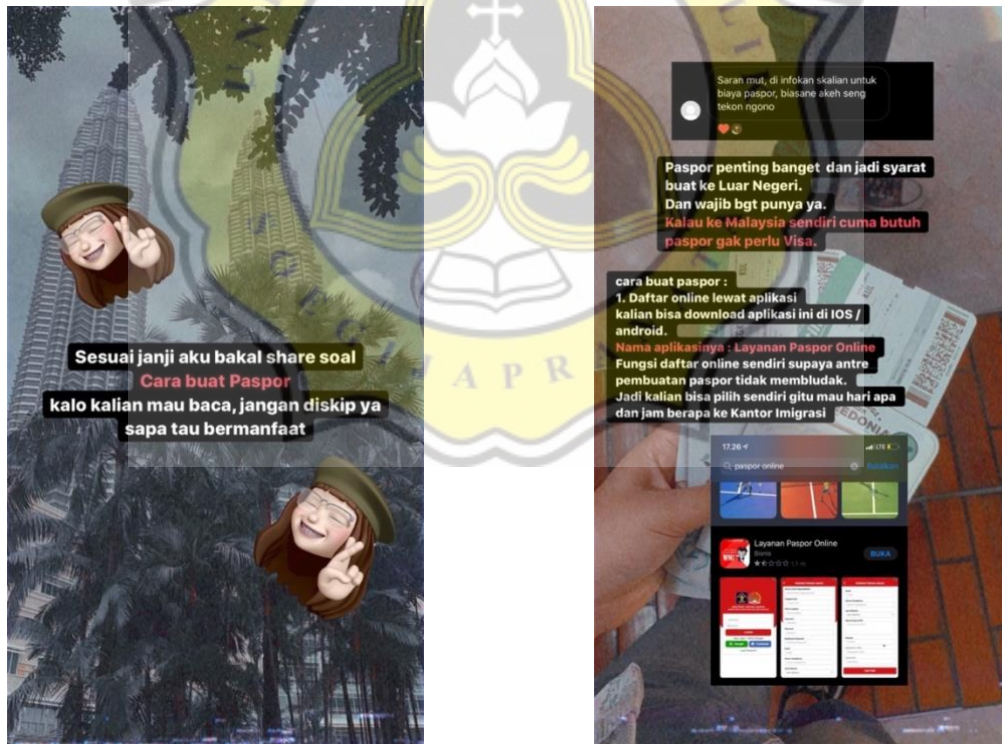 Sesuai janji aku bakal share soal
Cara buat Paspor
kalo kalian mau baca, jangan diskip ya
sapa tau bermanfaat
Saran mut, di infokan skalian untuk
biaya paspor, biasane akeh seng
tekon ngono
Paspor penting banget dan jadi syarat
buat ke Luar Negeri.
Dan wajib bgt punya ya.
Kalau ke Malaysia sendiri cuma butuh
paspor gak perlu Visa.
cara buat paspor :
1. Daftar online lewat aplikasi
kalian bisa download aplikasi ini di IOS /
android.
Nama aplikasinya : Layanan Paspor Online
Fungsi daftar online sendiri supaya antre
pembuatan paspor tidak membludak.
Jadi kalian bisa pilih sendiri gitu mau hari apa
dan jam berapa ke Kantor Imigrasi
17.26
LTE
paspor online
Batalkan
Layanan Paspor Online
Bisnis
BUKA
JAPR